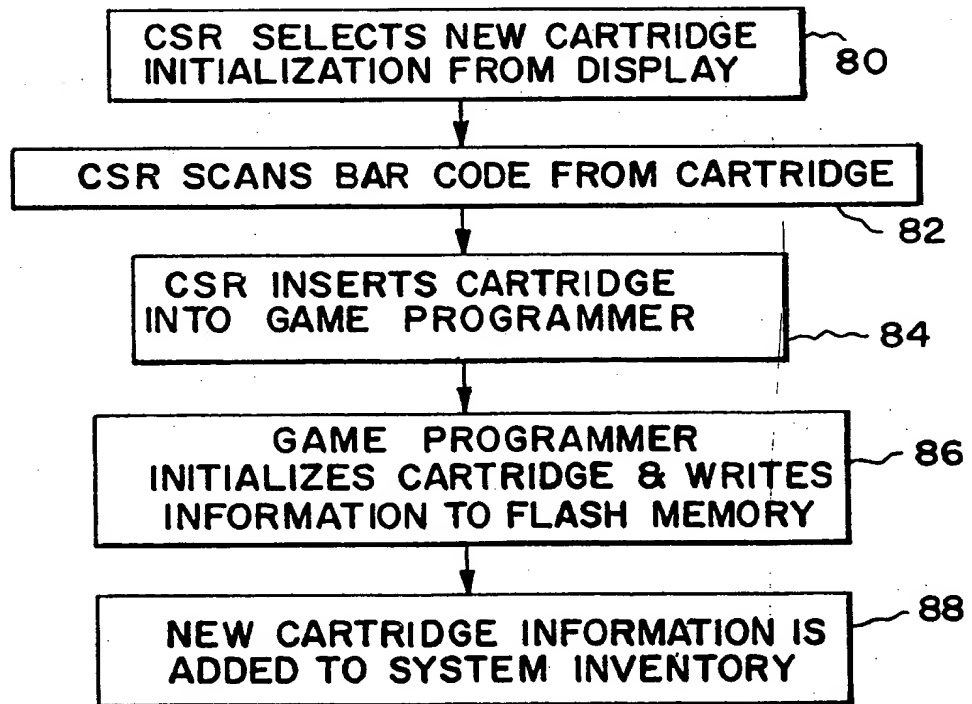 CSR SELECTS NEW CARTRIDGE
INITIALIZATION FROM DISPLAY
80
CSR SCANS BAR CODE FROM CARTRIDGE
82
CSR INSERTS CARTRIDGE
INTO GAME PROGRAMMER
84
GAME PROGRAMMER
INITIALIZES CARTRIDGE & WRITES
INFORMATION TO FLASH MEMORY
86
NEW CARTRIDGE INFORMATION IS
ADDED TO SYSTEM INVENTORY
88